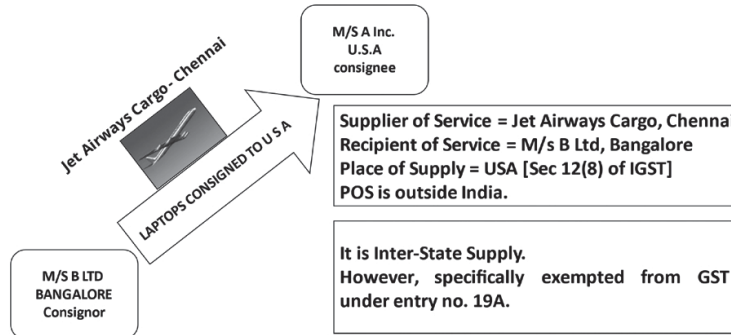 M/S A Inc.
U.S.A
consignee
Jet Airways Cargo - Chennai
LAPTOPS CONSIGNED TO U S A
Supplier of Service = Jet Airways Cargo, Chennai
Recipient of Service = M/s B Ltd, Bangalore
Place of Supply = USA [Sec 12(8) of IGST]
POS is outside India.
It is Inter-State Supply.
However, specifically exempted from GST
under entry no. 19A.
M/S B LTD
BANGALORE
Consignor